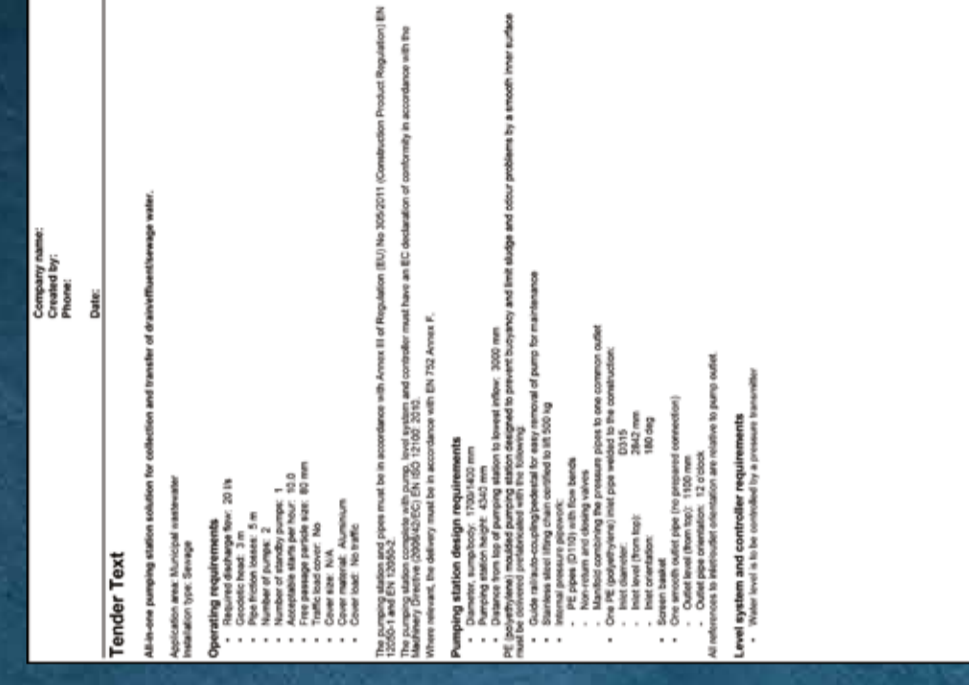 Company name:
Created by:
Phone:
Date:
Tender Text
All-in-one pumping station solution for collection and transfer of drain/effluent/sewage water.
Application area: Municipal wastewater
Installation type: Sewage
Operating requirements
• Required discharge flow: 20 l/s
• Geodetic head: 3 m
• Pipe friction losses: 5 m
• Number of pumps: 2
• Number of standby pumps: 1
• Acceptable starts per hour: 10.0
• Free passage particle size: 80 mm
• Traffic load cover: No
• Cover size: N/A
• Cover material: Aluminium
• Cover load: No traffic
The pumping station and pipes must be in accordance with Annex III of Regulation (EU) No 305/2011 (Construction Product Regulation) EN
12050-1 and EN 12050-2.
The pumping station complete with pump, level system and controller must have an EC declaration of conformity in accordance with the
Machinery Directive (2006/42/EC) EN ISO 12100: 2010.
Where relevant, the delivery must be in accordance with EN 752 Annex F.
Pumping station design requirements
• Diameter, sump/body: 1700/1400 mm
• Pumping station height: 4340 mm
• Distance from top of pumping station to lowest inflow: 3000 mm
PE (polyethylene) moulded pumping station designed to prevent buoyancy and limit sludge and odour problems by a smooth inner surface
must be delivered prefabricated with the following:
• Guide rail/auto-coupling/pedestal for easy removal of pump for maintenance
• Stainless steel lifting chain certified to lift 500 kg
• Internal pressure pipework:
- PE pipes (D110) with flow bends
- Non-return and closing valves
- Manifold combining the pressure pipes to one common outlet
• One PE (polyethylene) inlet pipe welded to the construction:
- Inlet diameter: D315
- Inlet level (from top): 2842 mm
- Inlet orientation: 180 deg
• Screen basket
• One smooth outlet pipe (no prepared connection)
- Outlet level (from top): 1100 mm
- Outlet pipe orientation: 12 o'clock
All references to inlet/outlet orientation are relative to pump outlet.
Level system and controller requirements
• Water level is to be controlled by a pressure transmitter